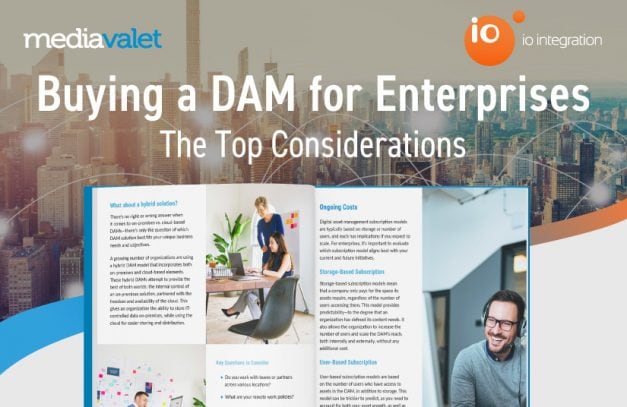 mediavalet
io
io integration
Buying a DAM for Enterprises
The Top Considerations
What about a hybrid solution?
There's no right or wrong answer when
it comes to on-premises vs. cloud-based
DAMs–there's only the question of which
DAM solution best fits your unique business
needs and objectives.
A growing number of organizations are using
a hybrid DAM model that incorporates both
on-premises and cloud-based elements.
These hybrid DAMs attempt to provide the
best of both worlds: the internal control of
an on-premises solution, partnered with the
freedom and availability of the cloud. This
gives an organization the ability to store IT-
controlled data on-premises, while using the
cloud for easier storing and distribution.
Key Questions to Consider
• Do you work with teams or partners
across various locations?
• What are your remote work policies?
Ongoing Costs
Digital asset management subscription models
are typically based on storage or number of
users, and each has implications if you expect to
scale. For enterprises, it's important to evaluate
which subscription model aligns best with your
current and future initiatives.
Storage-Based Subscription
Storage-based subscription models mean
that a company only pays for the space its
assets require, regardless of the number of
users accessing them. This model provides
predictability–to the degree that an
organization has defined its content needs. It
also allows the organization to increase the
number of users and scale the DAM's reach,
both internally and externally, without any
additional cost.
User-Based Subscription
User-based subscription models are based
on the number of users who have access to
assets in the DAM, in addition to storage. This
model can be trickier to predict, as you need to
account for both your asset growth, as well as